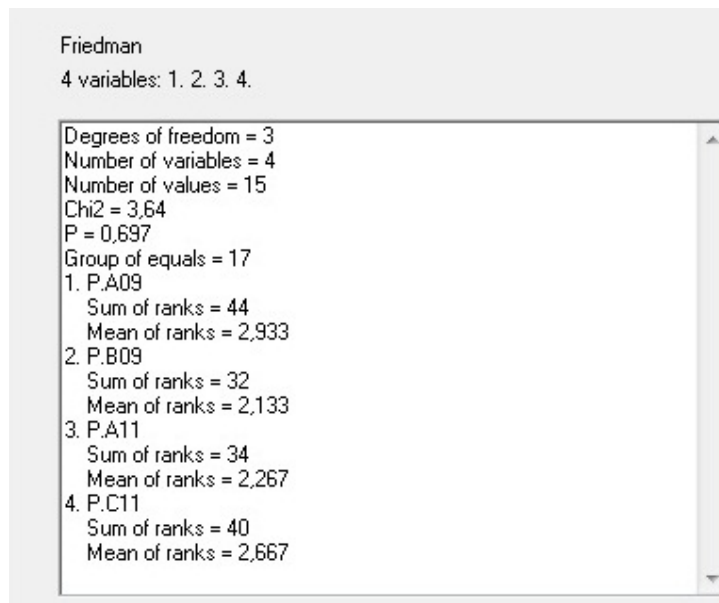 Friedman
4 variables: 1. 2. 3. 4.
Degrees of freedom = 3
Number of variables = 4
Number of values = 15
Chi2 = 3,64
P = 0,697
Group of equals = 17
1. P.A09
Sum of ranks = 44
Mean of ranks = 2,933
2. P.B09
Sum of ranks = 32
Mean of ranks = 2,133
3. P.A11
Sum of ranks = 34
Mean of ranks = 2,267
4. P.C11
Sum of ranks = 40
Mean of ranks = 2,667